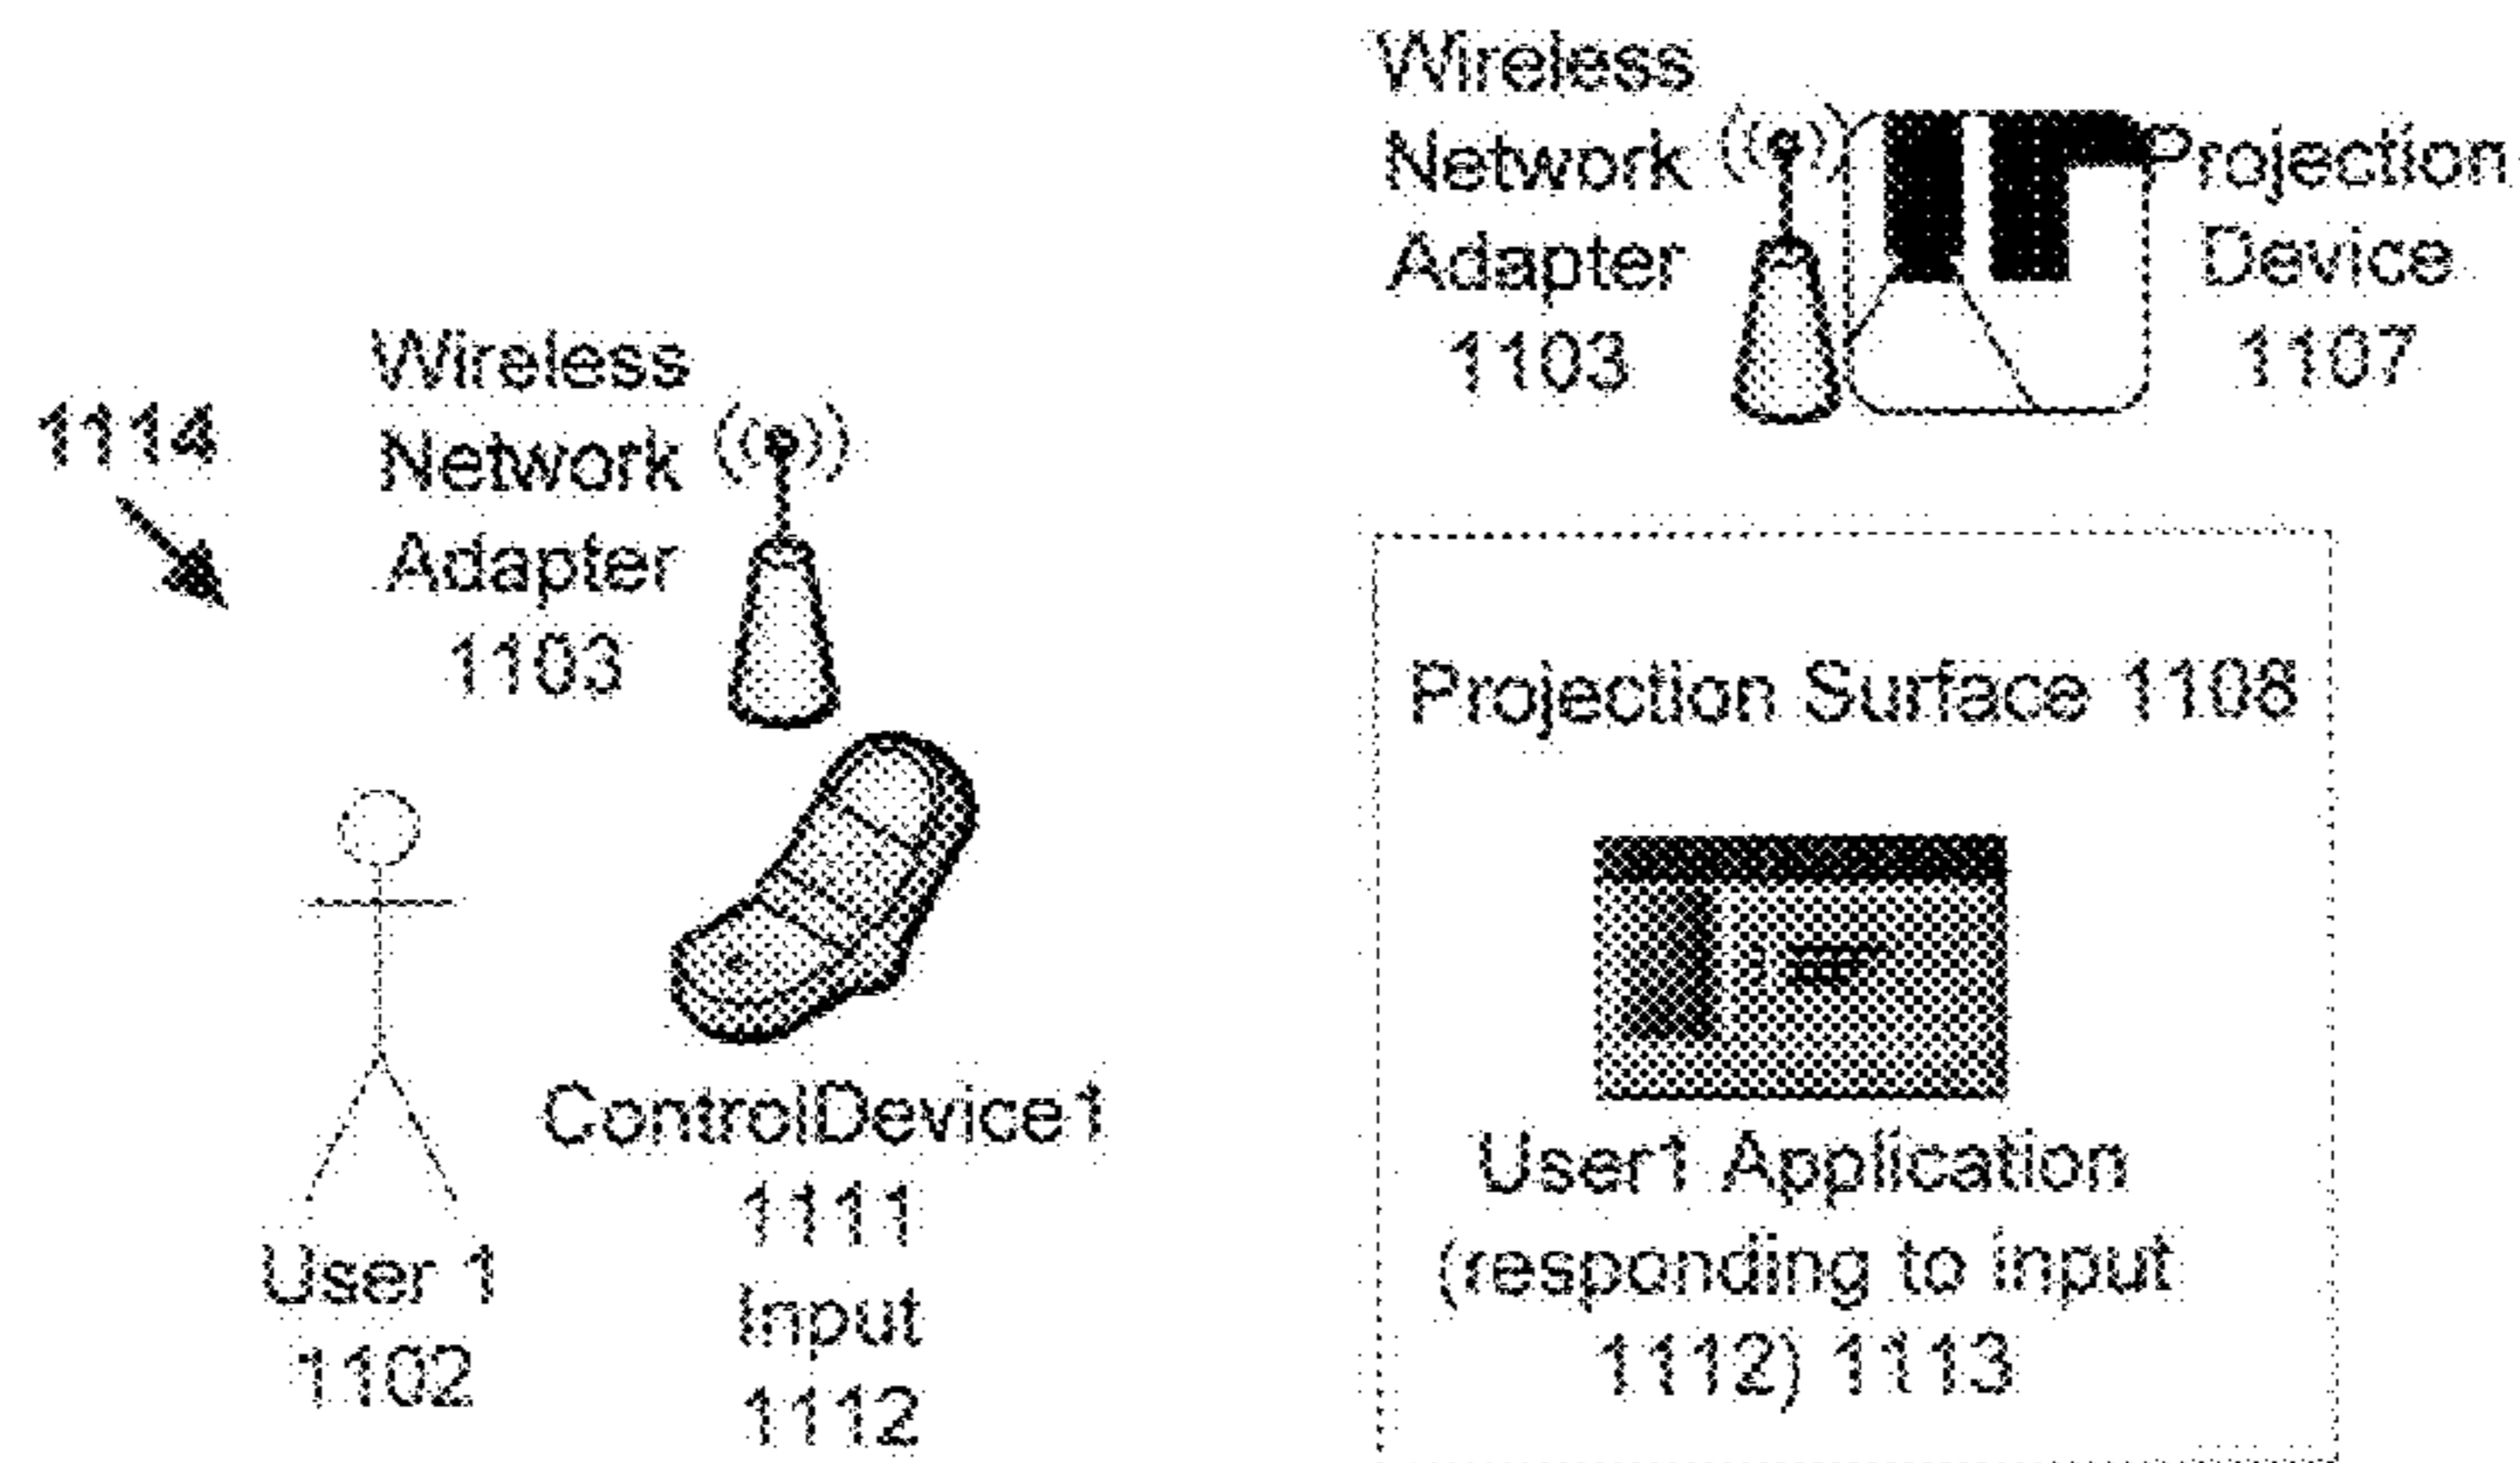 1114
Wireless
Network
Adapter
1103
User 1
1102
ControlDevice1
1111
Input
1112
Wireless
Network
Adapter
1103
Projection
Device
1107
Projection Surface 1108
User1 Application
(responding to input
1112) 1113